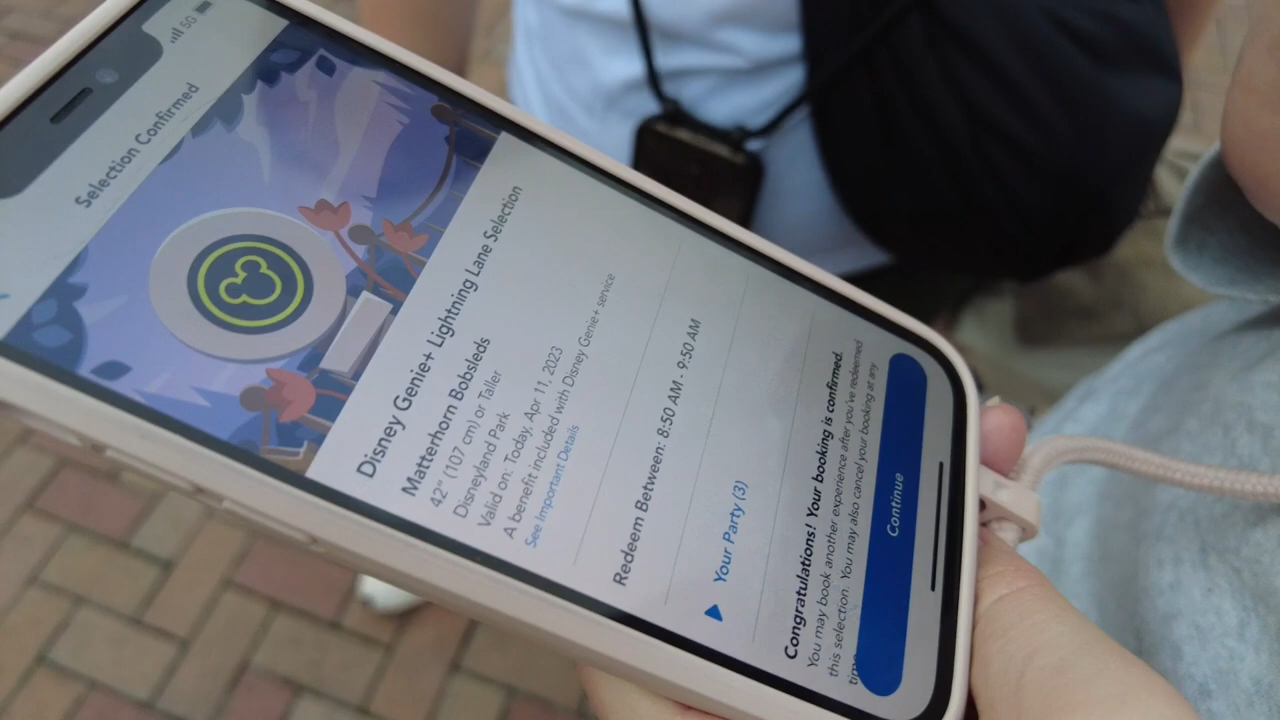 5G
Selection Confirmed
Disney Genie+ Lightning Lane Selection
Matterhorn Bobsleds
42" (107 cm) or Taller
Disneyland Park
Valid on: Today, Apr 11, 2023
A benefit included with Disney Genie+ service
See Important Details
Redeem Between: 8:50 AM - 9:50 AM
Your Party (3)
Congratulations! Your booking is confirmed.
You may book another experience after you've redeemed
this selection. You may also cancel your booking at any
time
Continue